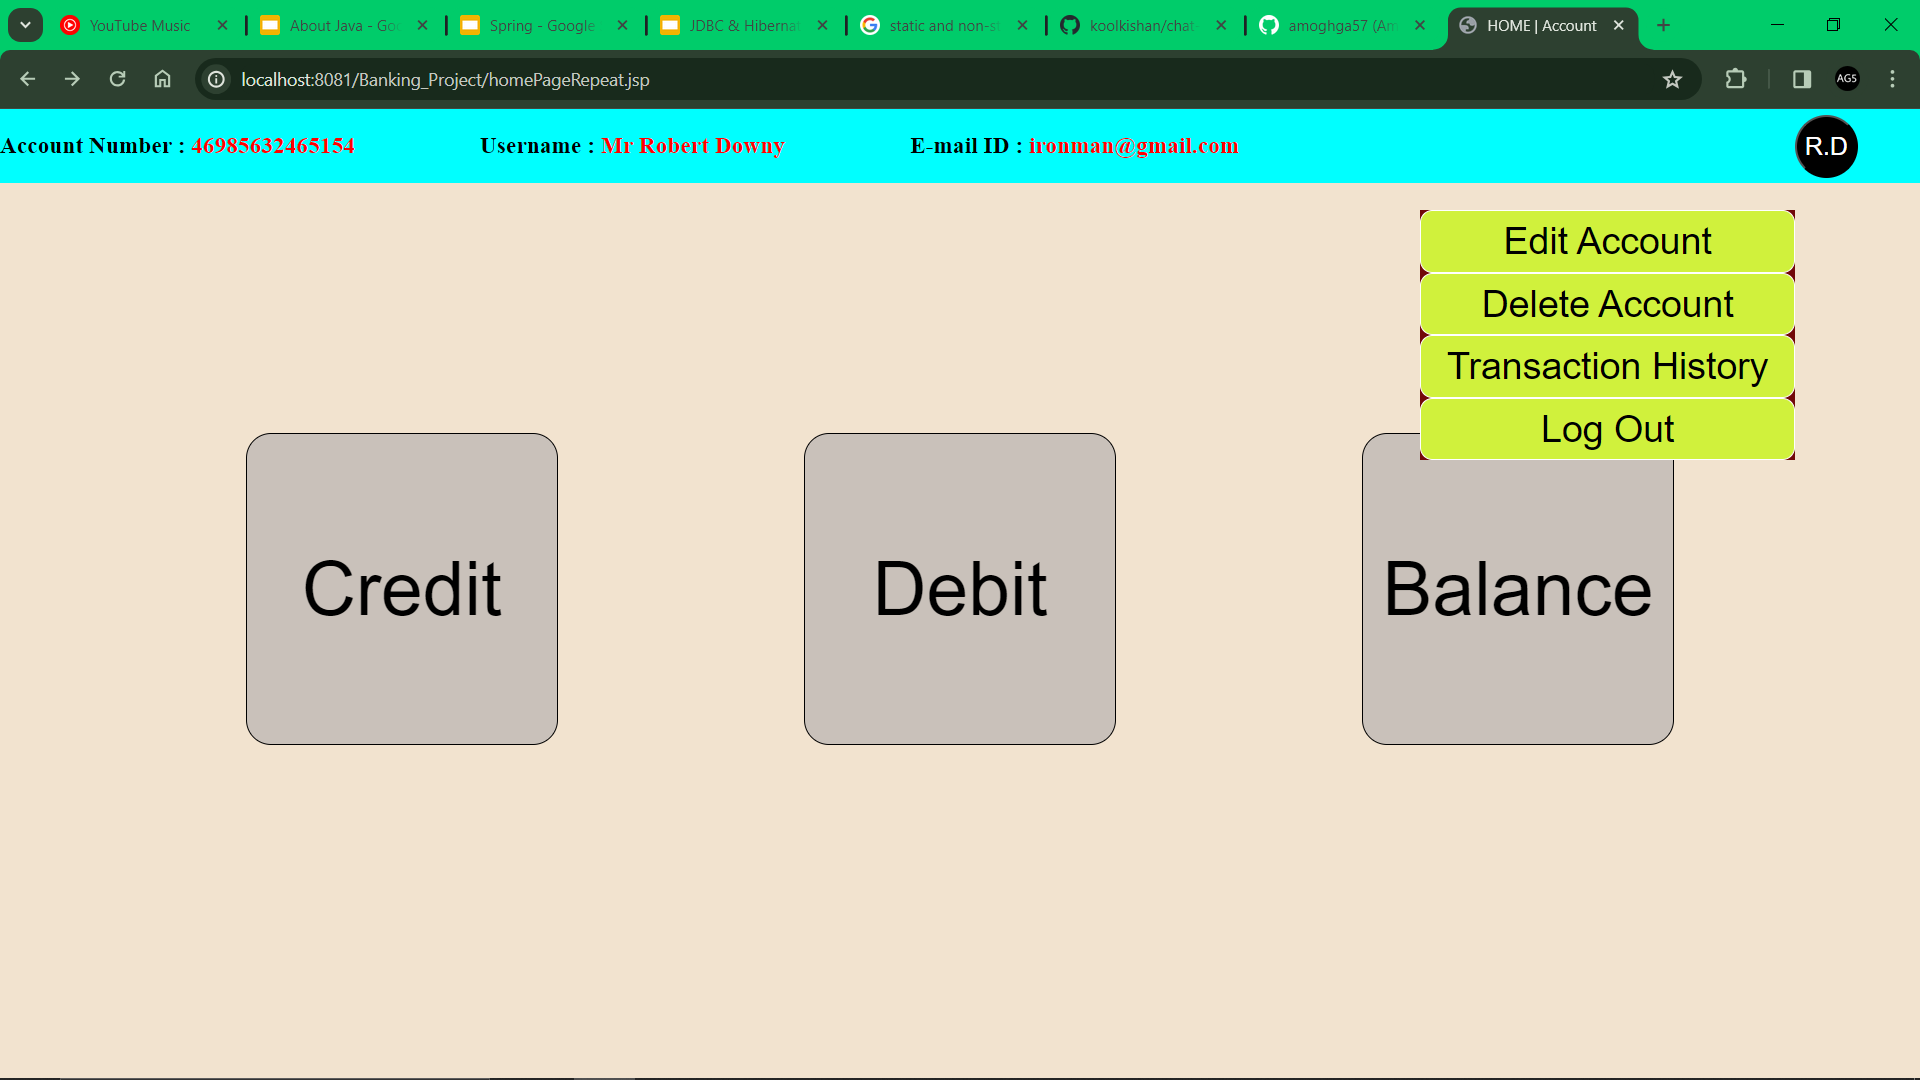 YouTube Music
About Java - Goo
Spring - Google
JDBC & Hibernat
static and non-st
koolkishan/chat-
amoghga57 (Am
HOME | Account
localhost:8081/Banking_Project/homePageRepeat.jsp
AG5
Account Number : 46985632465154 Username : Mr Robert Downy E-mail ID : ironman@gmail.com
R.D
Edit Account
Delete Account
Transaction History
Log Out
Credit
Debit
Balance